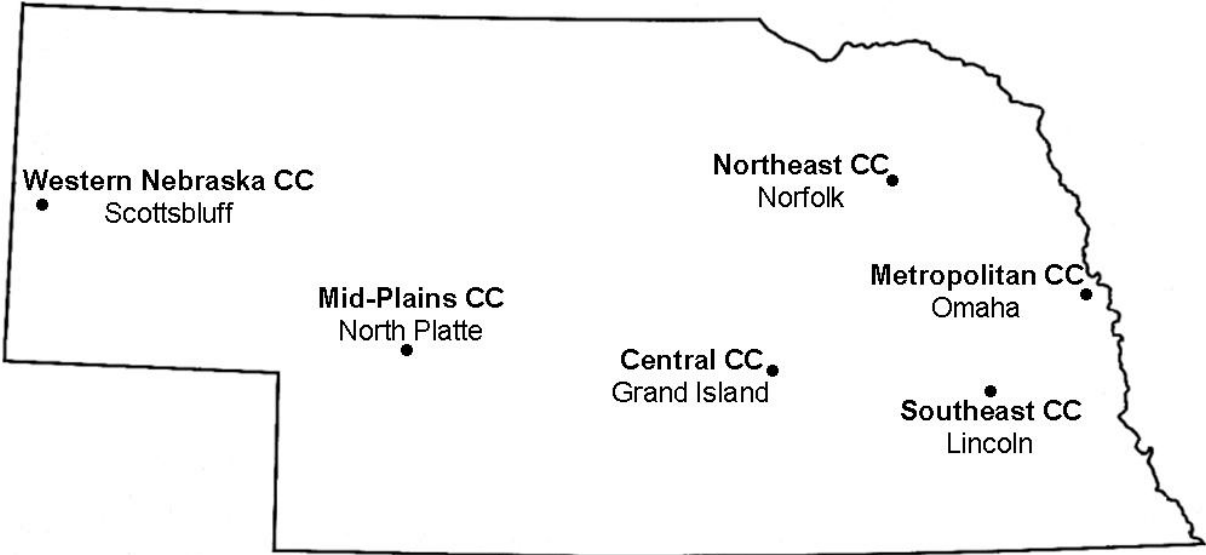 Western Nebraska CC
Scottsbluff
Northeast CC
Norfolk
Mid-Plains CC
North Platte
Metropolitan CC
Omaha
Central CC
Grand Island
Southeast CC
Lincoln